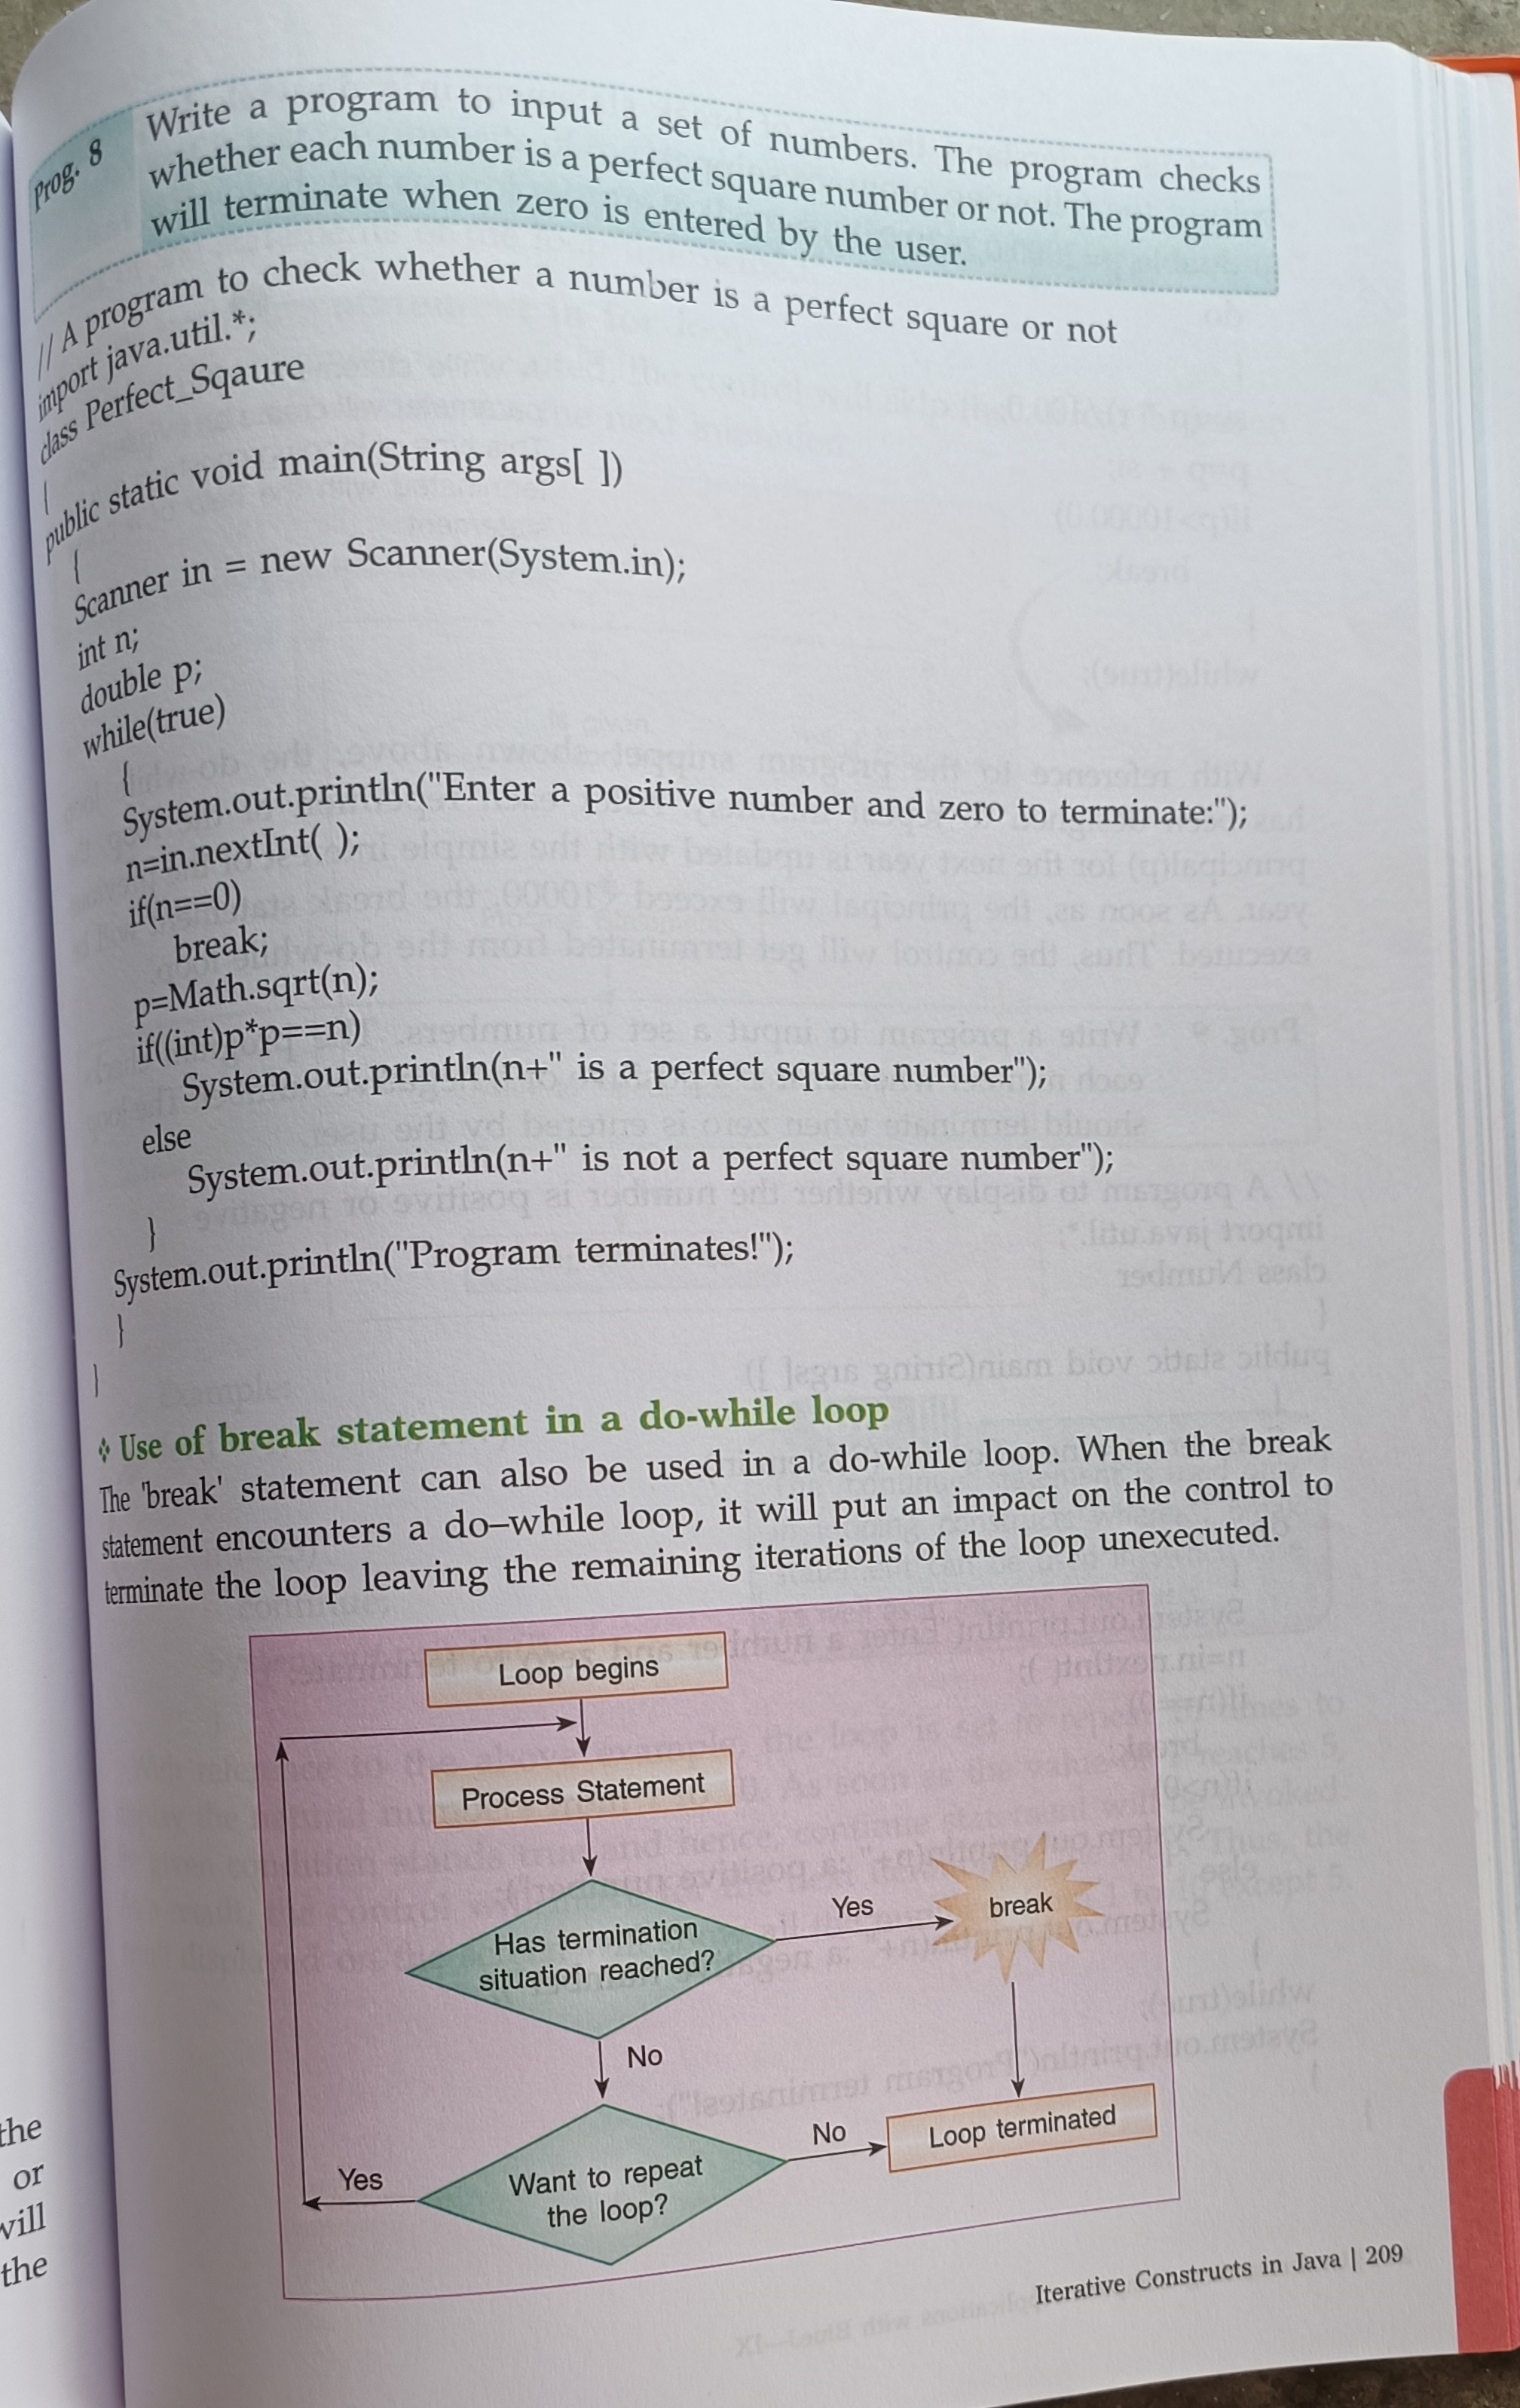 Prog. 8
Write a program to input a set of numbers. The program checks
whether each number is a perfect square number or not. The program
will terminate when zero is entered by the user.
// A program to check whether a number is a perfect square or not
import java.util.*;
class Perfect_Sqaure
{
public static void main(String args[ ])
{
Scanner in = new Scanner(System.in);
int n;
double p;
while(true)
{
System.out.println("Enter a positive number and zero to terminate:");
n=in.nextInt( );
if(n==0)
break;
p=Math.sqrt(n);
if((int)p*p==n)
System.out.println(n+" is a perfect square number");
else
System.out.println(n+" is not a perfect square number");
}
System.out.println("Program terminates!");
}
}
❖ Use of break statement in a do-while loop
The 'break' statement can also be used in a do-while loop. When the break
statement encounters a do–while loop, it will put an impact on the control to
terminate the loop leaving the remaining iterations of the loop unexecuted.
Loop begins
Process Statement
Has termination
situation reached?
Yes
break
No
Want to repeat
the loop?
Yes
No
Loop terminated
Iterative Constructs in Java | 209
the
or
will
the